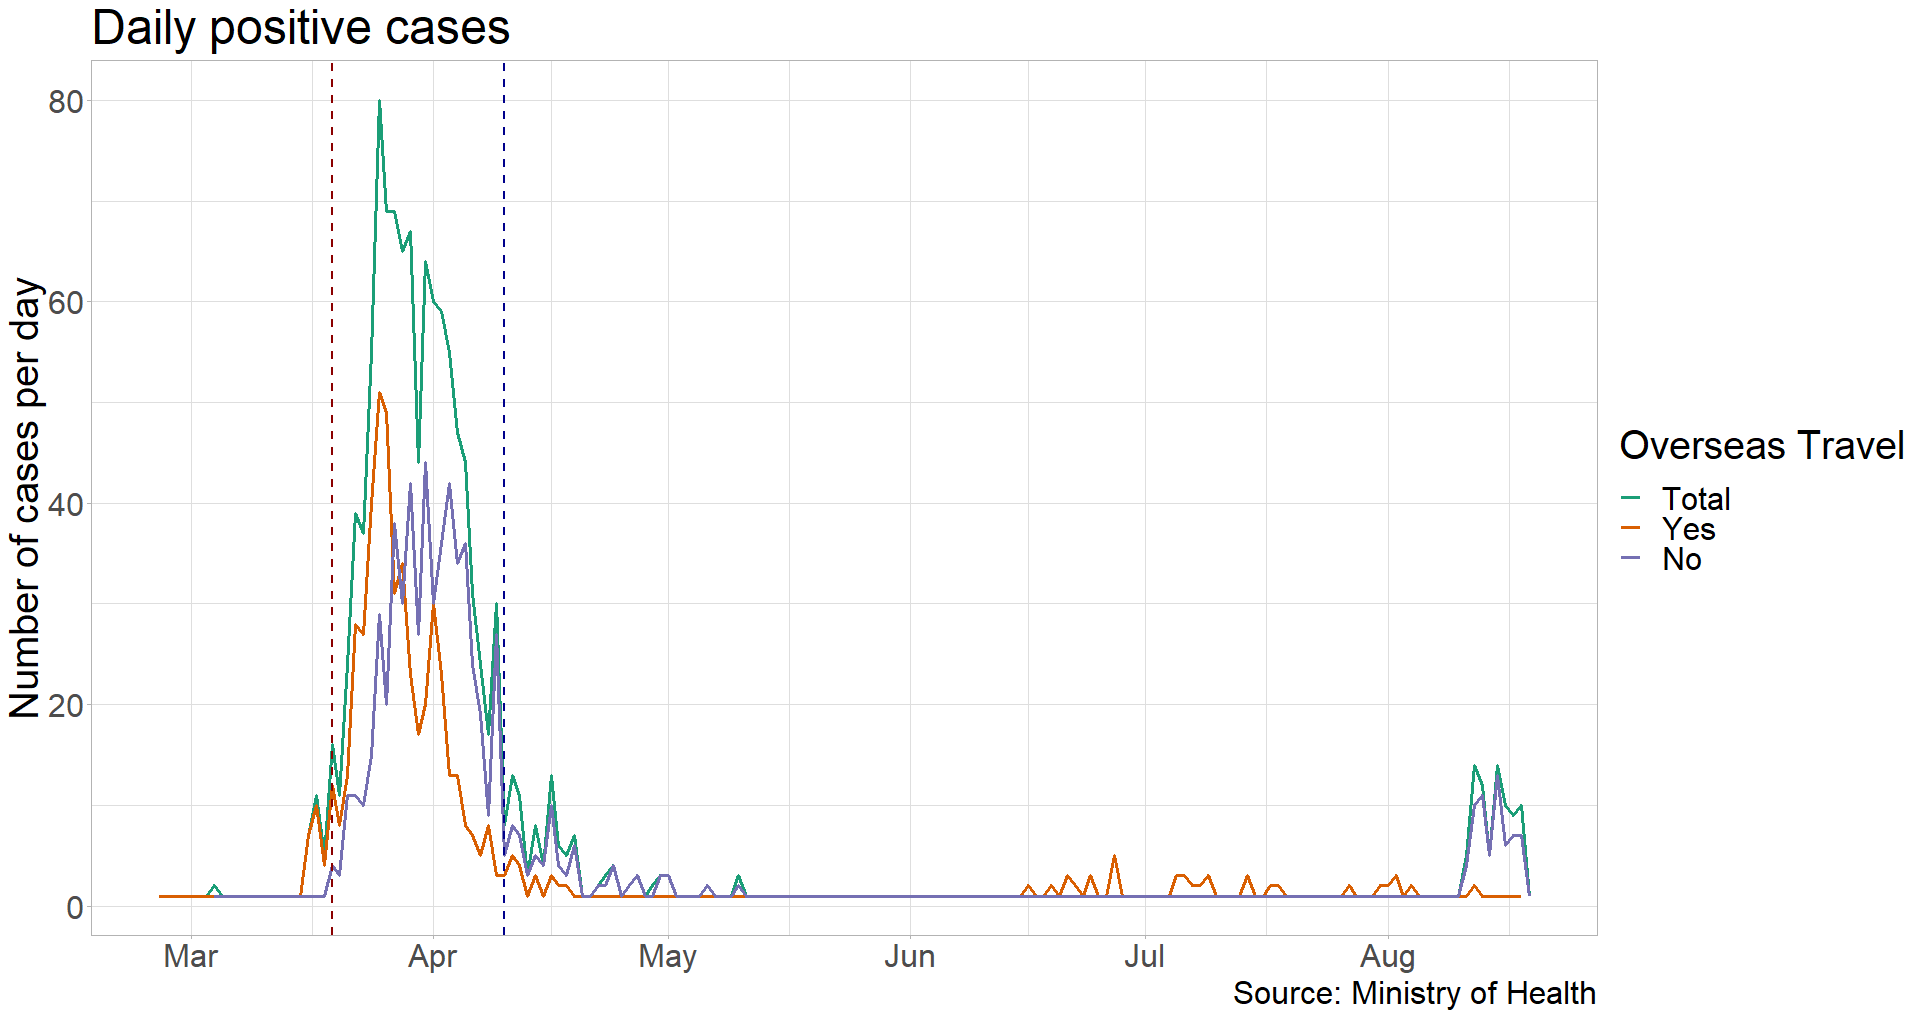 Daily positive cases
Number of cases per day
80
60
40
20
0
Mar Apr May Jun Jul Aug
Overseas Travel
Total
Yes
No
Source: Ministry of Health